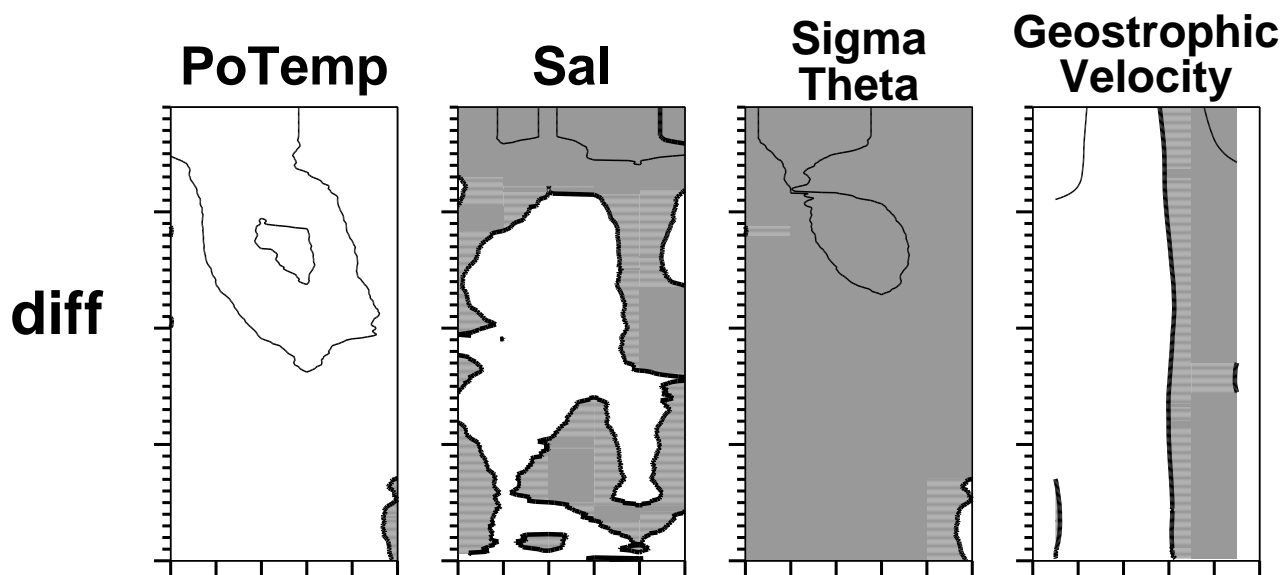 PoTemp
Sal
Sigma
Theta
Geostrophic
Velocity
diff